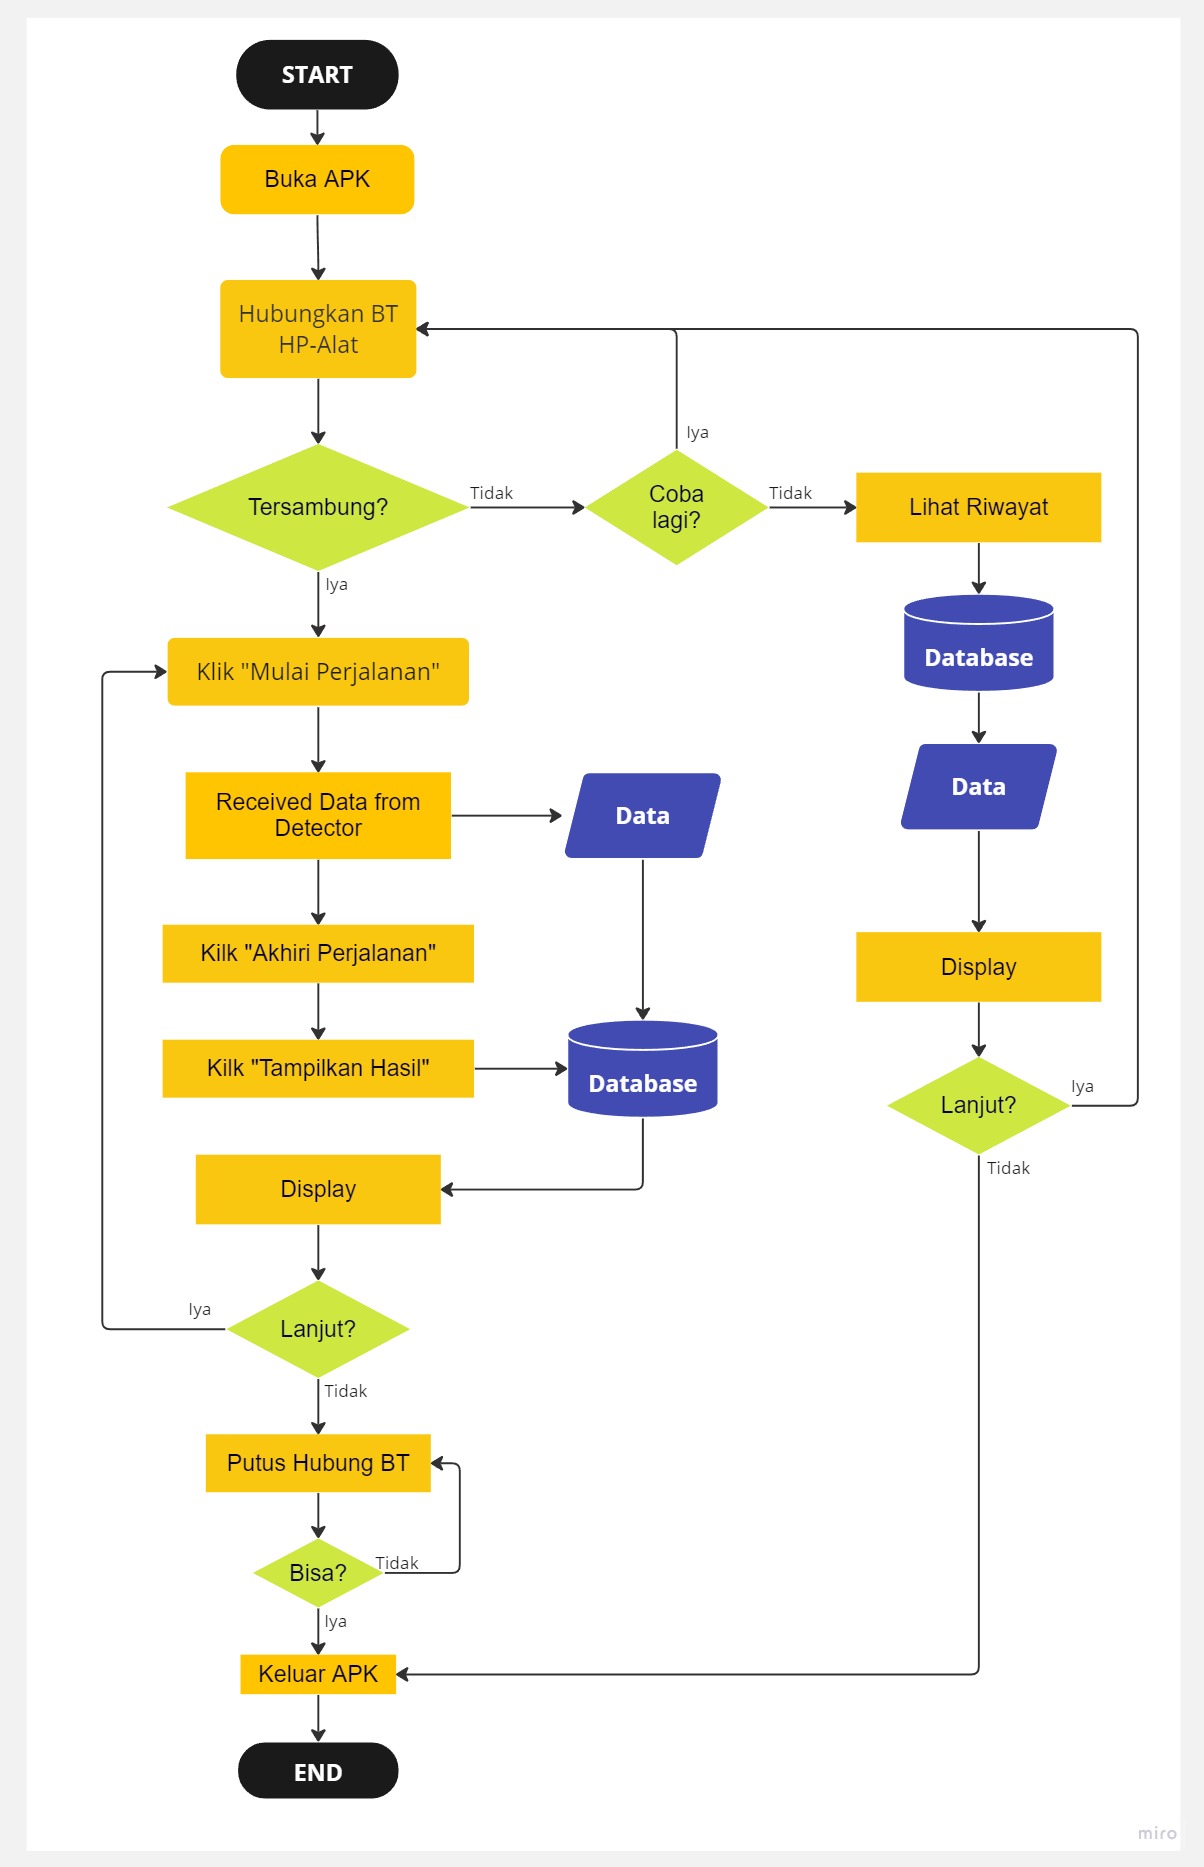 START
Buka APK
Hubungkan BT
HP-Alat
Iya
Tersambung?
Tidak
Coba
lagi?
Tidak
Lihat Riwayat
Iya
Database
Klik "Mulai Perjalanan"
Data
Received Data from
Detector
Data
Kilk "Akhiri Perjalanan"
Display
Kilk "Tampilkan Hasil"
Database
Lanjut?
Iya
Tidak
Display
Iya
Lanjut?
Tidak
Putus Hubung BT
Bisa?
Tidak
Iya
Keluar APK
END
miro